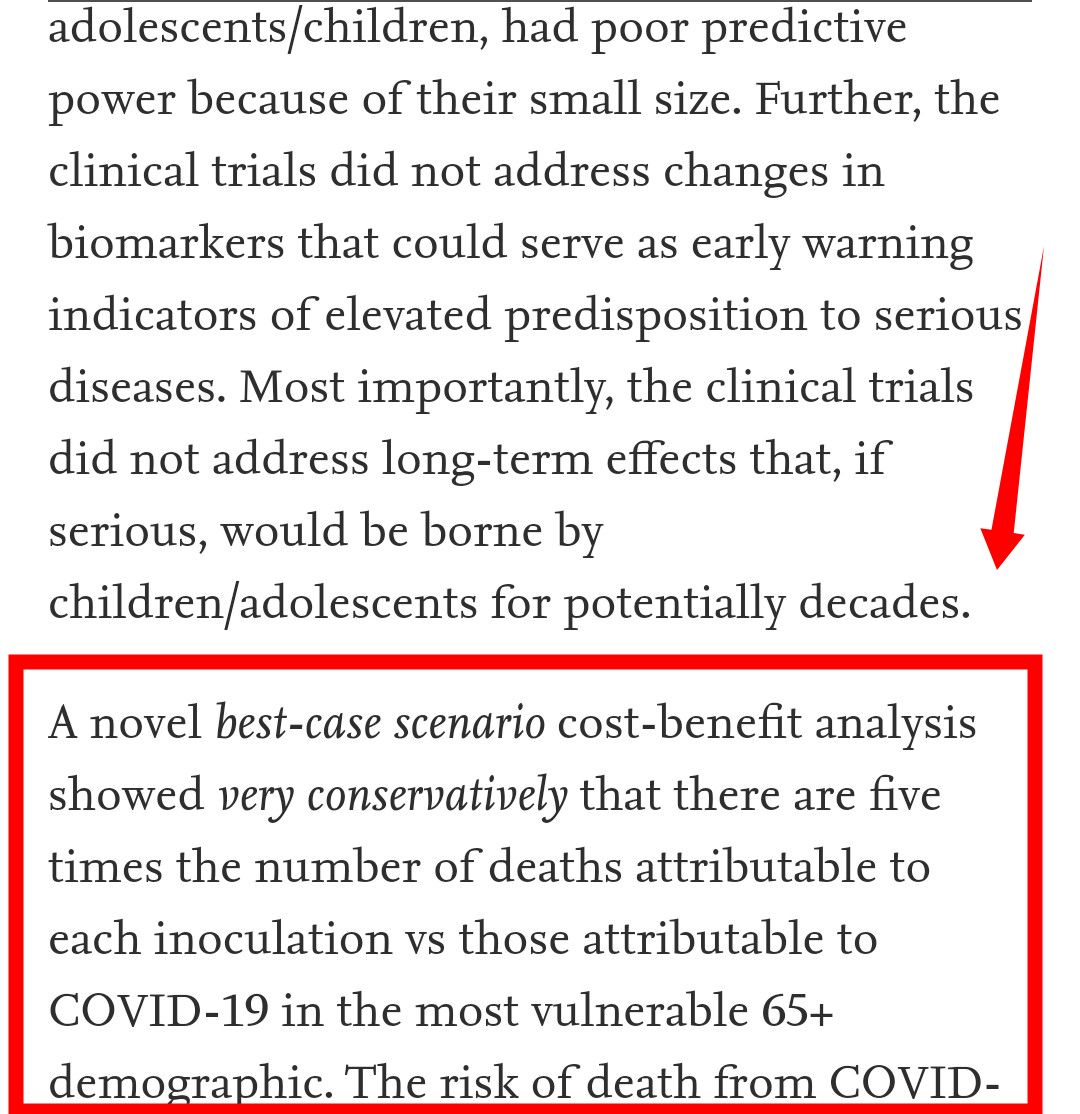 adolescents/children, had poor predictive
power because of their small size. Further, the
clinical trials did not address changes in
biomarkers that could serve as early warning
indicators of elevated predisposition to serious
diseases. Most importantly, the clinical trials
did not address long-term effects that, if
serious, would be borne by
children/adolescents for potentially decades.
A novel best-case scenario cost-benefit analysis
showed very conservatively that there are five
times the number of deaths attributable to
each inoculation vs those attributable to
COVID-19 in the most vulnerable 65+
demographic. The risk of death from COVID-